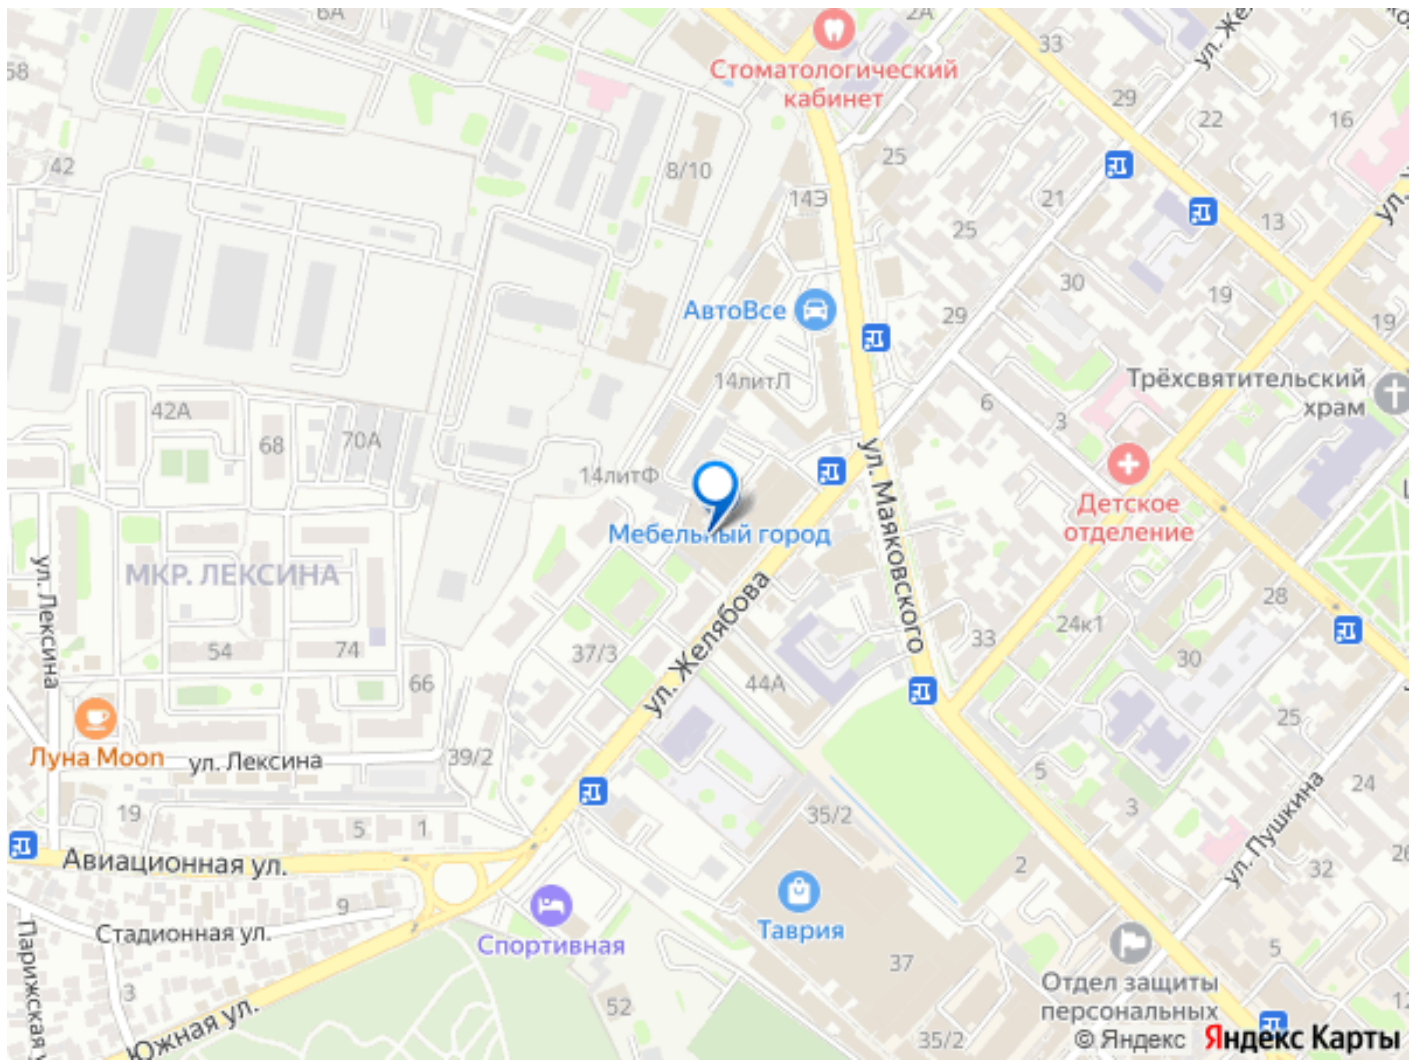 6А
2А
33
ул. Же
58
Стоматологический
кабинет
29
22
16
25
42
8/10
14Э
21
ул.
25
13
30
19
АвтоВсе
29
19
14литЛ
Трёхсвятительский
храм
42А
6
3
68
70А
14литФ
ул. Маяковского
Детское
отделение
Мебельный город
ул. Лексина
МКР. ЛЕКСИНА
ул. Желябова
28
24к1
33
54
74
37/3
30
66
44А
25
Луна Moon
ул. Лексина
39/2
5
24
19
5
1
35/2
3
ул. Пушкина
Авиационная ул.
2
32
26
9
Спортивная
Таврия
Стадионная ул.
Парижская у
37
5
3
Отдел защиты
персональных
52
12
Южная ул.
35/2
© Яндекс Яндекс Карты